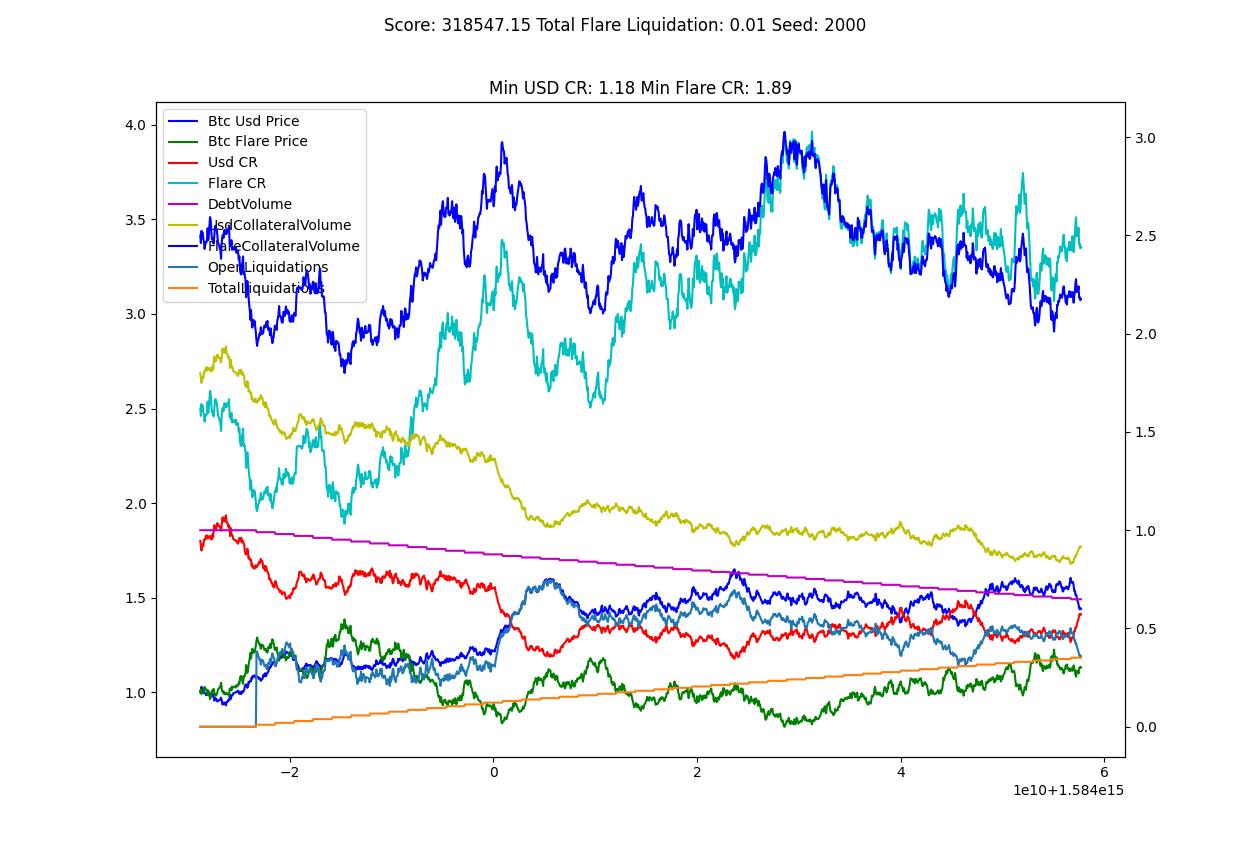 Score: 318547.15 Total Flare Liquidation: 0.01 Seed: 2000
Min USD CR: 1.18 Min Flare CR: 1.89
Btc Usd Price
Btc Flare Price
Usd CR
Flare CR
DebtVolume
UsdCollateralVolume
FlareCollateralVolume
OpenLiquidations
TotalLiquidations
4.0
3.5
3.0
2.5
2.0
1.5
1.0
3.0
2.5
2.0
1.5
1.0
0.5
0.0
−2
0
2
4
6
1e10+1.584e15